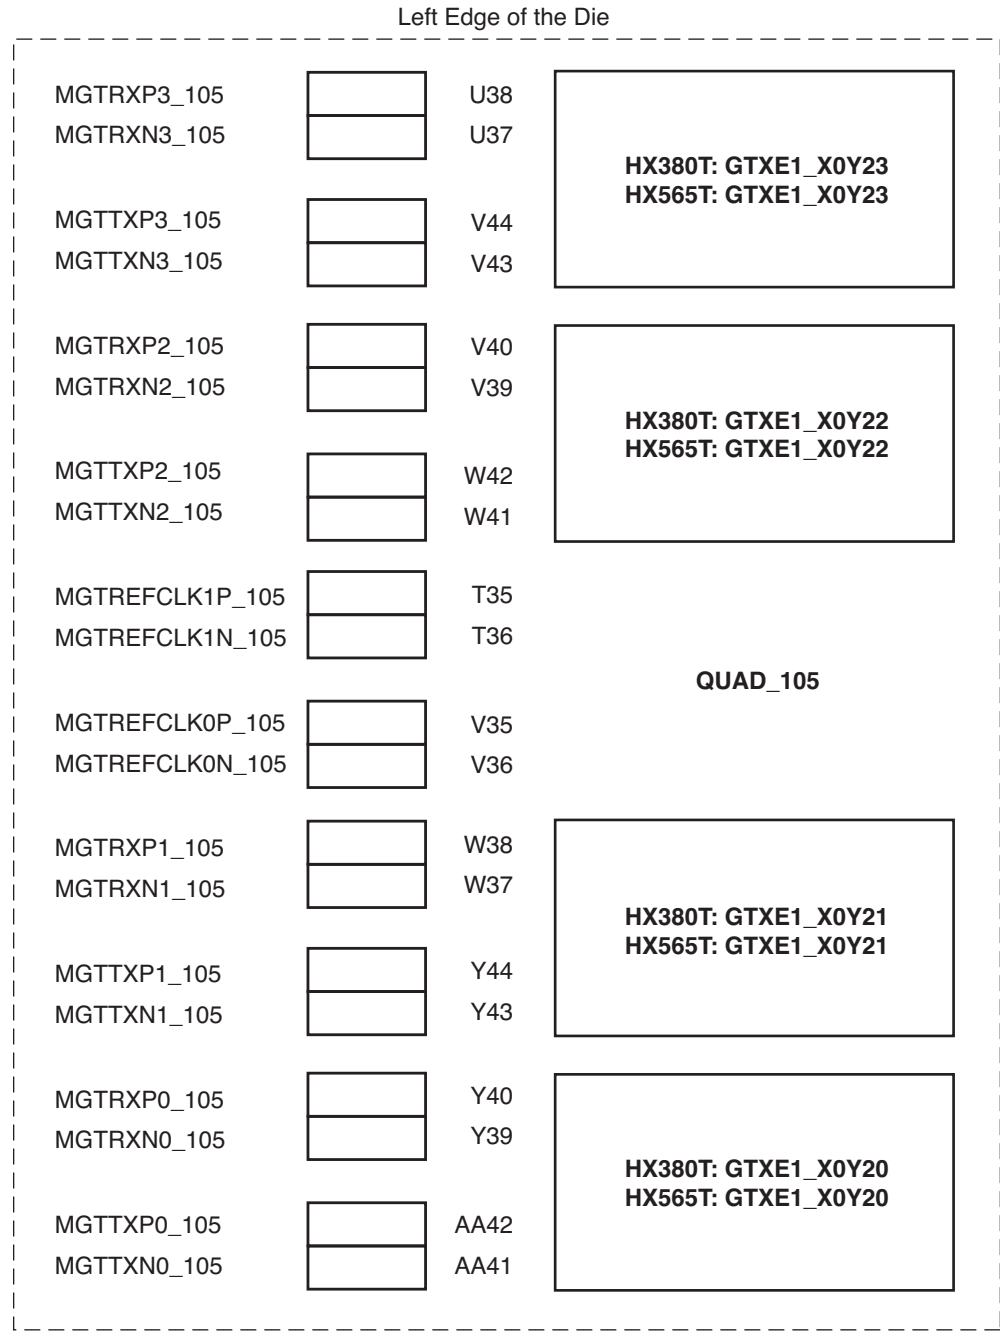 Left Edge of the Die
MGTRXP3_105 U38
MGTRXN3_105 U37
HX380T: GTXE1_X0Y23
HX565T: GTXE1_X0Y23
MGTTXP3_105 V44
MGTTXN3_105 V43
MGTRXP2_105 V40
MGTRXN2_105 V39
HX380T: GTXE1_X0Y22
HX565T: GTXE1_X0Y22
MGTTXP2_105 W42
MGTTXN2_105 W41
MGTREFCLK1P_105 T35
MGTREFCLK1N_105 T36
QUAD_105
MGTREFCLK0P_105 V35
MGTREFCLK0N_105 V36
MGTRXP1_105 W38
MGTRXN1_105 W37
HX380T: GTXE1_X0Y21
HX565T: GTXE1_X0Y21
MGTTXP1_105 Y44
MGTTXN1_105 Y43
MGTRXP0_105 Y40
MGTRXN0_105 Y39
HX380T: GTXE1_X0Y20
HX565T: GTXE1_X0Y20
MGTTXP0_105 AA42
MGTTXN0_105 AA41